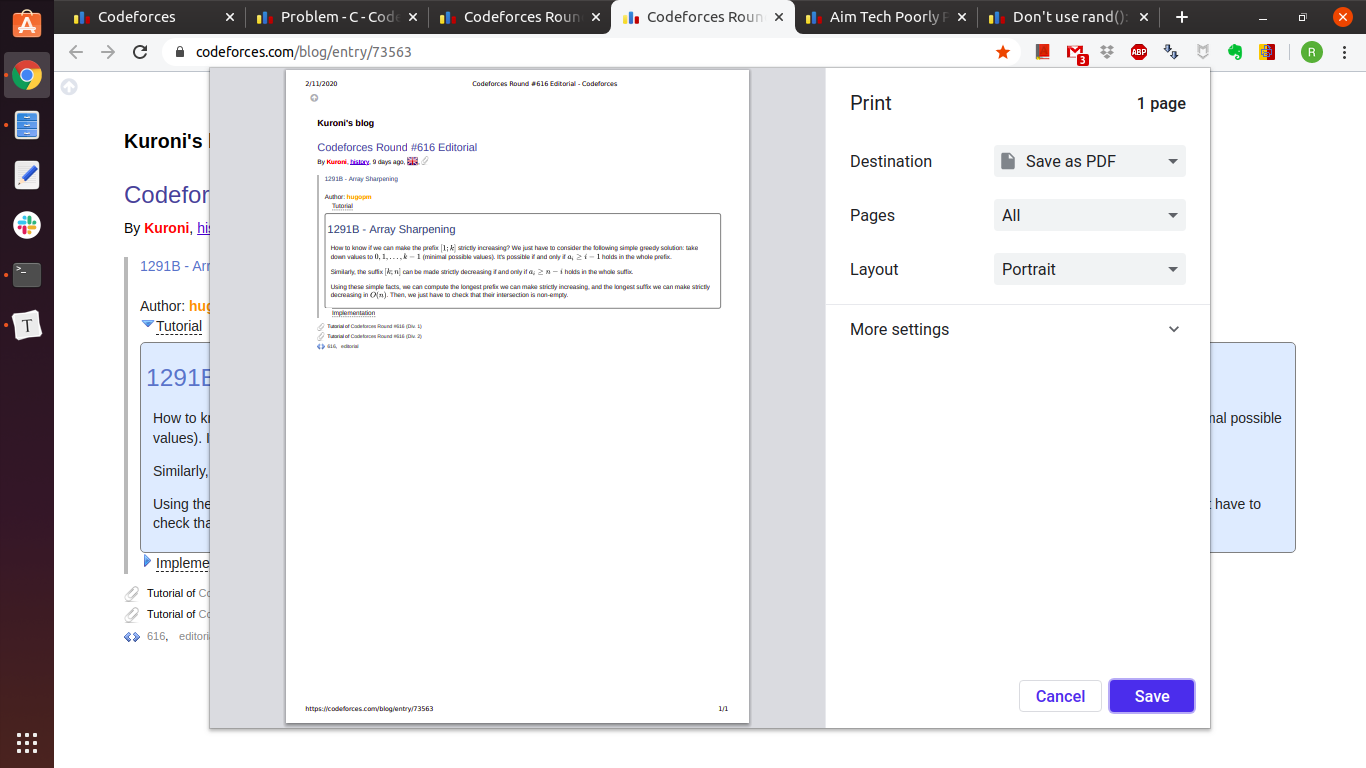 Codeforces
Problem - C - Code
Codeforces Roun
Codeforces Roun
Aim Tech Poorly P
Don't use rand():
codeforces.com/blog/entry/73563
ABP
3
R
2/11/2020
Codeforces Round #616 Editorial - Codeforces
Kuroni's blog
Codeforces Round #616 Editorial
By Kuroni, history, 9 days ago,
1291B - Array Sharpening
Author: hugopm
Tutorial
1291B - Array Sharpening
How to know if we can make the prefix [1; k] strictly increasing? We just have to consider the following simple greedy solution: take
down values to 0, 1, . . . , k − 1 (minimal possible values). It's possible if and only if aᵢ ≥ i − 1 holds in the whole prefix.
Similarly, the suffix [k; n] can be made strictly decreasing if and only if aᵢ ≥ n − i holds in the whole suffix.
Using these simple facts, we can compute the longest prefix we can make strictly increasing, and the longest suffix we can make strictly
decreasing in O(n). Then, we just have to check that their intersection is non-empty.
Implementation
Tutorial of Codeforces Round #616 (Div. 1)
Tutorial of Codeforces Round #616 (Div. 2)
616, editorial
https://codeforces.com/blog/entry/73563
1/1
Print
1 page
Destination
Save as PDF
Pages
All
Layout
Portrait
More settings
Cancel
Save
Kuroni's
Codefor
By Kuroni, his
1291B - Arr
Author: hug
Tutorial
1291B
How to kn
nal possible
values). I
Similarly,
Using the
t have to
check tha
Impleme
Tutorial of Co
Tutorial of Co
616, editoria
T